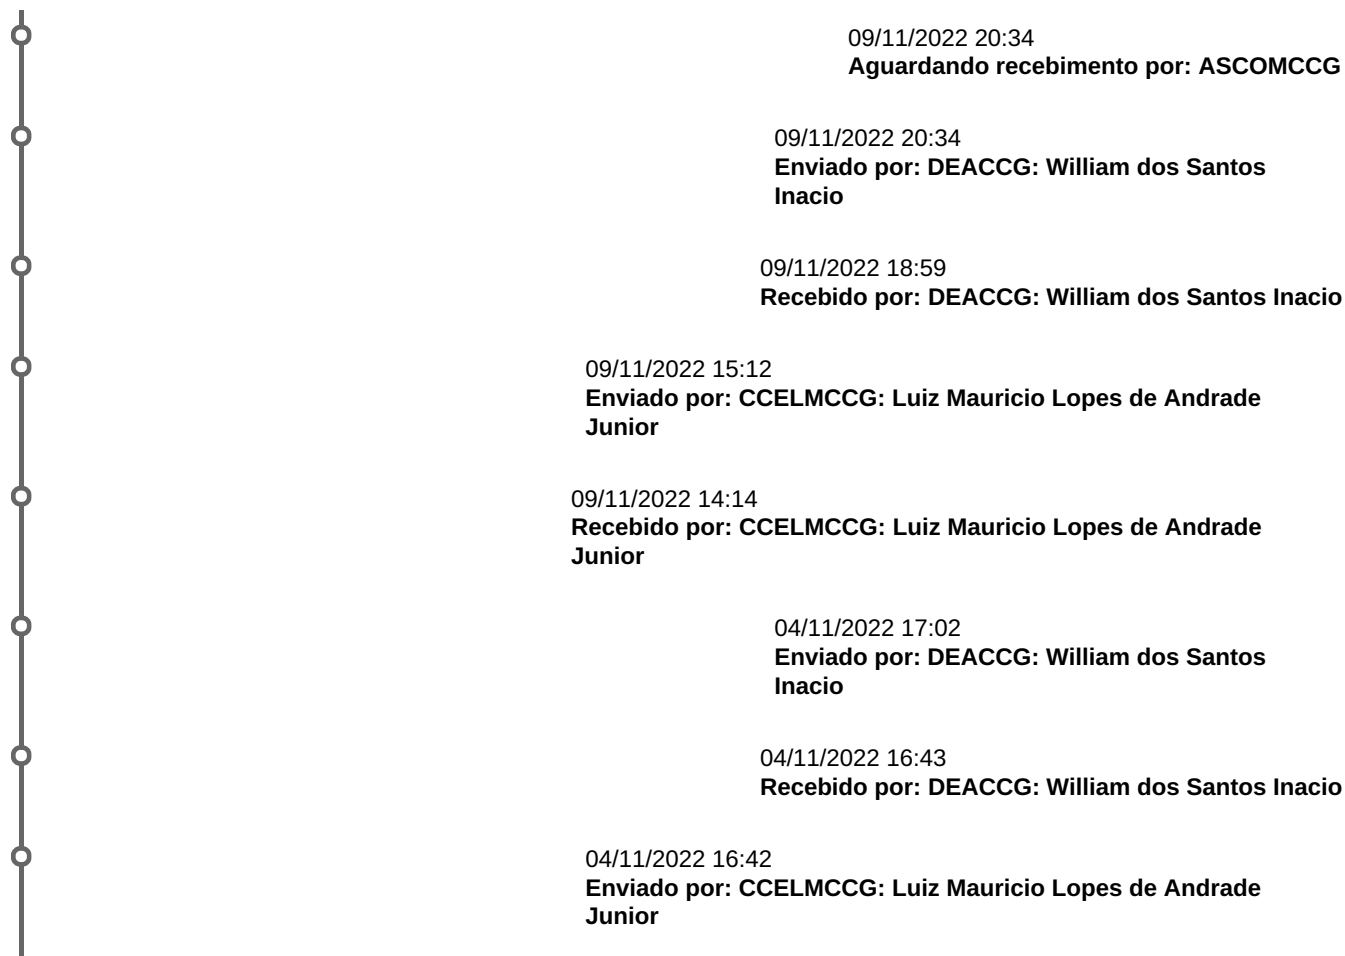 09/11/2022 20:34
Aguardando recebimento por: ASCOMCCG
09/11/2022 20:34
Enviado por: DEACCG: William dos Santos
Inacio
09/11/2022 18:59
Recebido por: DEACCG: William dos Santos Inacio
09/11/2022 15:12
Enviado por: CCELMCCG: Luiz Mauricio Lopes de Andrade
Junior
09/11/2022 14:14
Recebido por: CCELMCCG: Luiz Mauricio Lopes de Andrade
Junior
04/11/2022 17:02
Enviado por: DEACCG: William dos Santos
Inacio
04/11/2022 16:43
Recebido por: DEACCG: William dos Santos Inacio
04/11/2022 16:42
Enviado por: CCELMCCG: Luiz Mauricio Lopes de Andrade
Junior